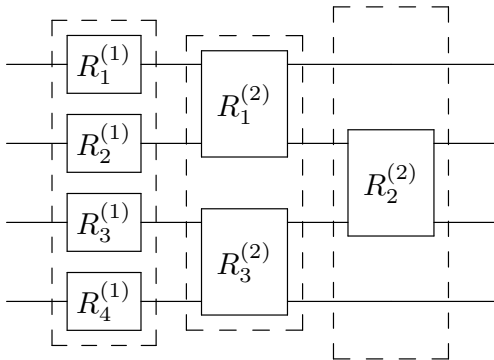 R_1^{(1)}
R_2^{(1)}
R_3^{(1)}
R_4^{(1)}
R_1^{(2)}
R_3^{(2)}
R_2^{(2)}